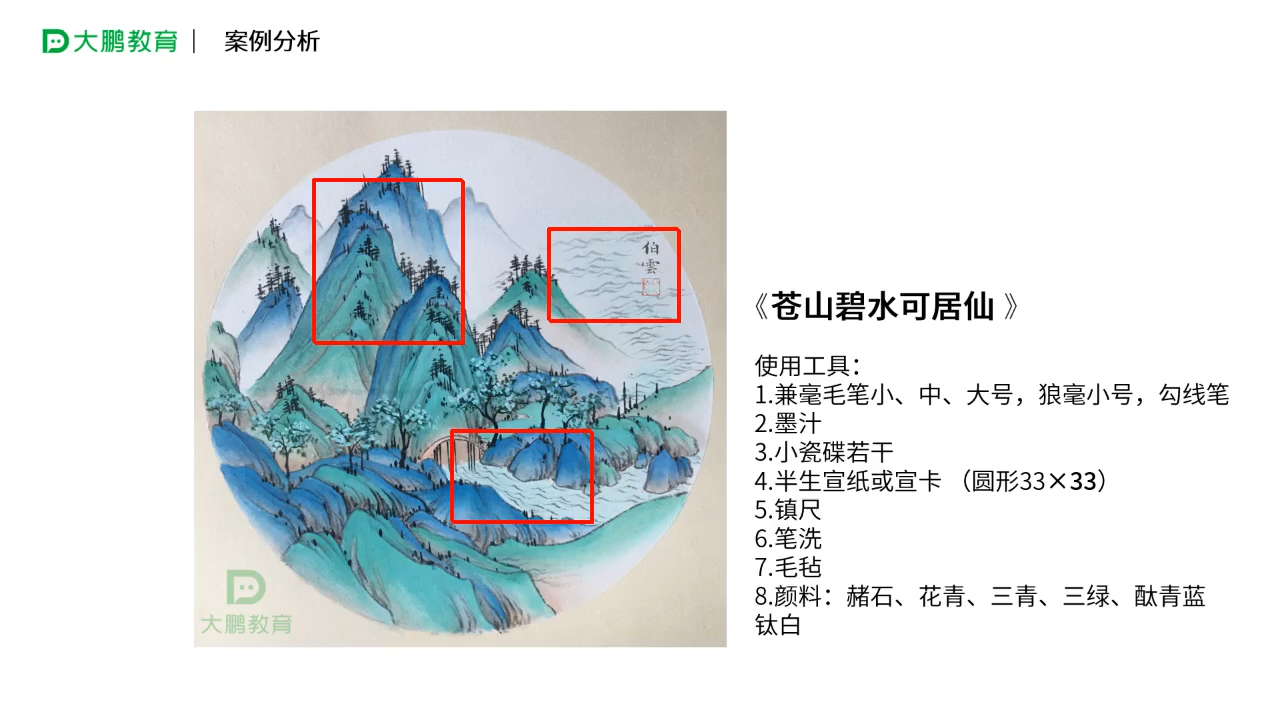 大鹏教育 | 案例分析
伯
雲
大鹏教育
《苍山碧水可居仙 》
使用工具：
1.兼毫毛笔小、中、大号，狼毫小号，勾线笔
2.墨汁
3.小瓷碟若干
4.半生宣纸或宣卡 （圆形33×33）
5.镇尺
6.笔洗
7.毛毡
8.颜料：赭石、花青、三青、三绿、酞青蓝
钛白